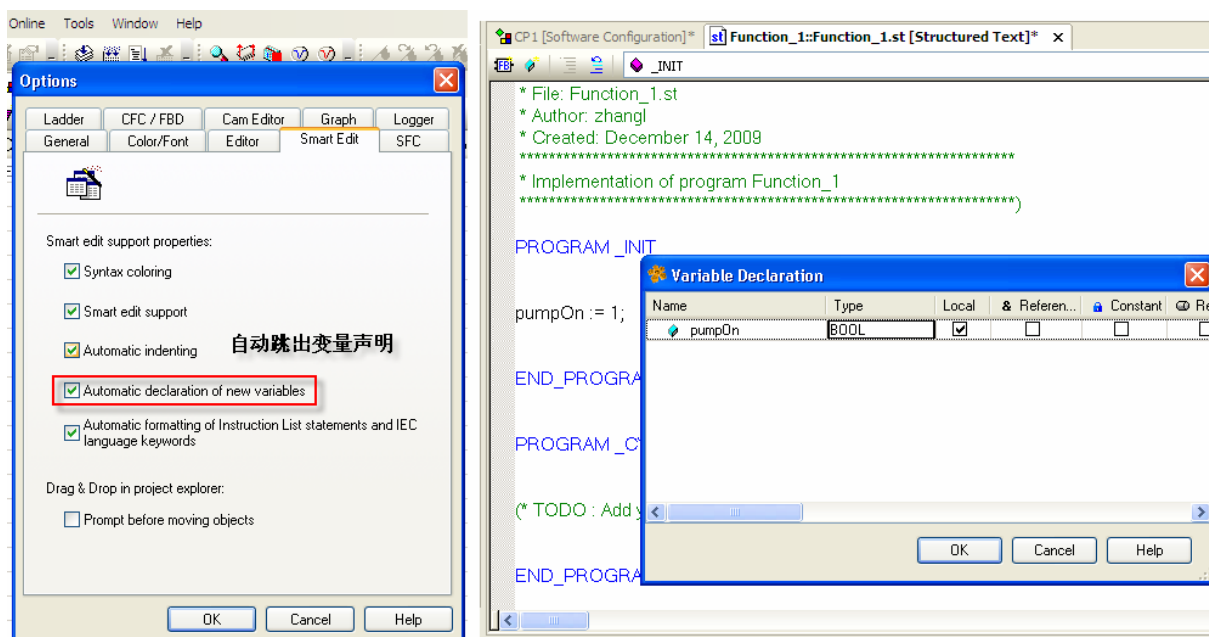 Online Tools Window Help
Options
Ladder CFC / FBD Cam Editor Graph Logger
General Color/Font Editor Smart Edit SFC
Smart edit support properties:
Syntax coloring
Smart edit support
Automatic indenting
自动跳出变量声明
Automatic declaration of new variables
Automatic formatting of Instruction List statements and IEC
language keywords
Drag & Drop in project explorer:
Prompt before moving objects
OK Cancel Help
CP1 [Software Configuration]* st Function_1::Function_1.st [Structured Text]* x
FB _INIT
* File: Function_1.st
* Author: zhangl
* Created: December 14, 2009
**********************************************************************
* Implementation of program Function_1
**********************************************************************)
PROGRAM _INIT
pumpOn := 1;
END_PROGRA
PROGRAM _C
(* TODO : Add y
END_PROGRA
Variable Declaration
Name Type Local & Referen... Constant Re
pumpOn BOOL
OK Cancel Help